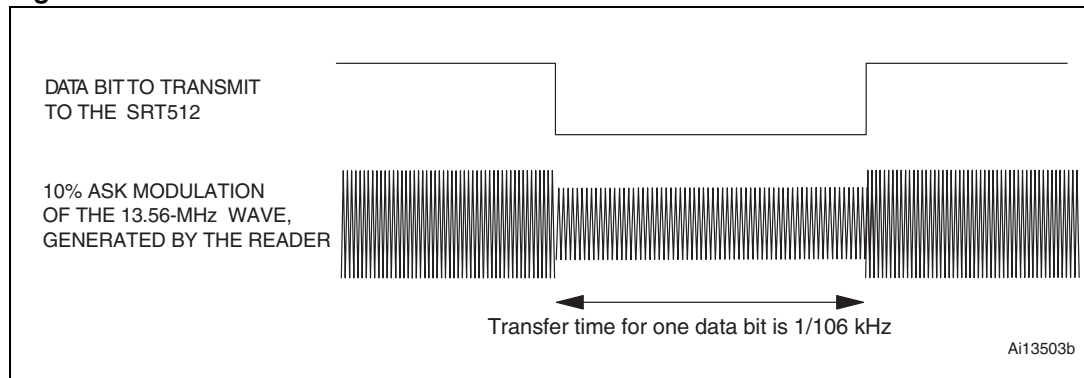 DATA BIT TO TRANSMIT
TO THE SRT512
10% ASK MODULATION
OF THE 13.56-MHz WAVE,
GENERATED BY THE READER
Transfer time for one data bit is 1/106 kHz
Ai13503b